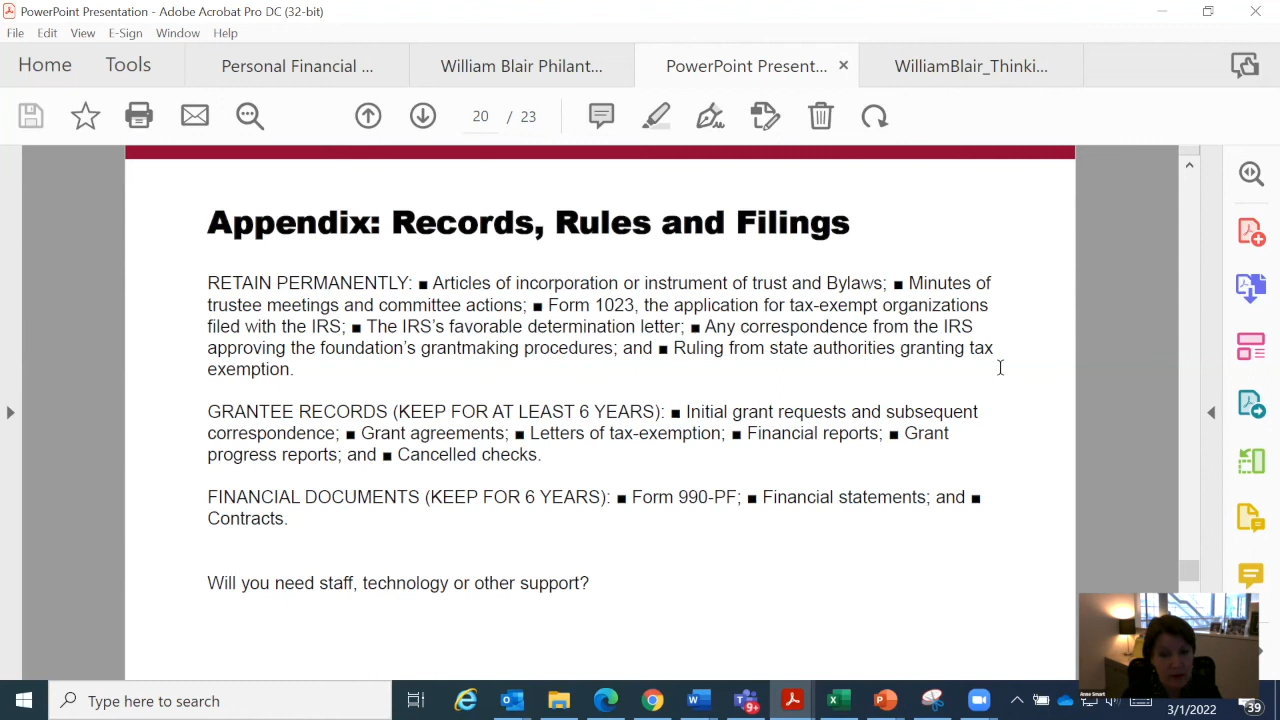 PowerPoint Presentation - Adobe Acrobat Pro DC (32-bit)
File Edit View E-Sign Window Help
Home Tools Personal Financial ... William Blair Philant... PowerPoint Present... WilliamBlair_Thinki...
20 / 23
Appendix: Records, Rules and Filings
RETAIN PERMANENTLY: ■ Articles of incorporation or instrument of trust and Bylaws; ■ Minutes of
trustee meetings and committee actions; ■ Form 1023, the application for tax-exempt organizations
filed with the IRS; ■ The IRS's favorable determination letter; ■ Any correspondence from the IRS
approving the foundation's grantmaking procedures; and ■ Ruling from state authorities granting tax
exemption.
GRANTEE RECORDS (KEEP FOR AT LEAST 6 YEARS): ■ Initial grant requests and subsequent
correspondence; ■ Grant agreements; ■ Letters of tax-exemption; ■ Financial reports; ■ Grant
progress reports; and ■ Cancelled checks.
FINANCIAL DOCUMENTS (KEEP FOR 6 YEARS): ■ Form 990-PF; ■ Financial statements; and ■
Contracts.
Will you need staff, technology or other support?
Anne Smart
Type here to search
9+
3/1/2022
39